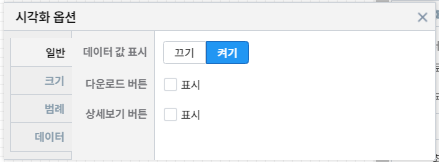 시각화 옵션
일반
데이터 값 표시
끄기
켜기
크기
다운로드 버튼
표시
범례
상세보기 버튼
표시
데이터